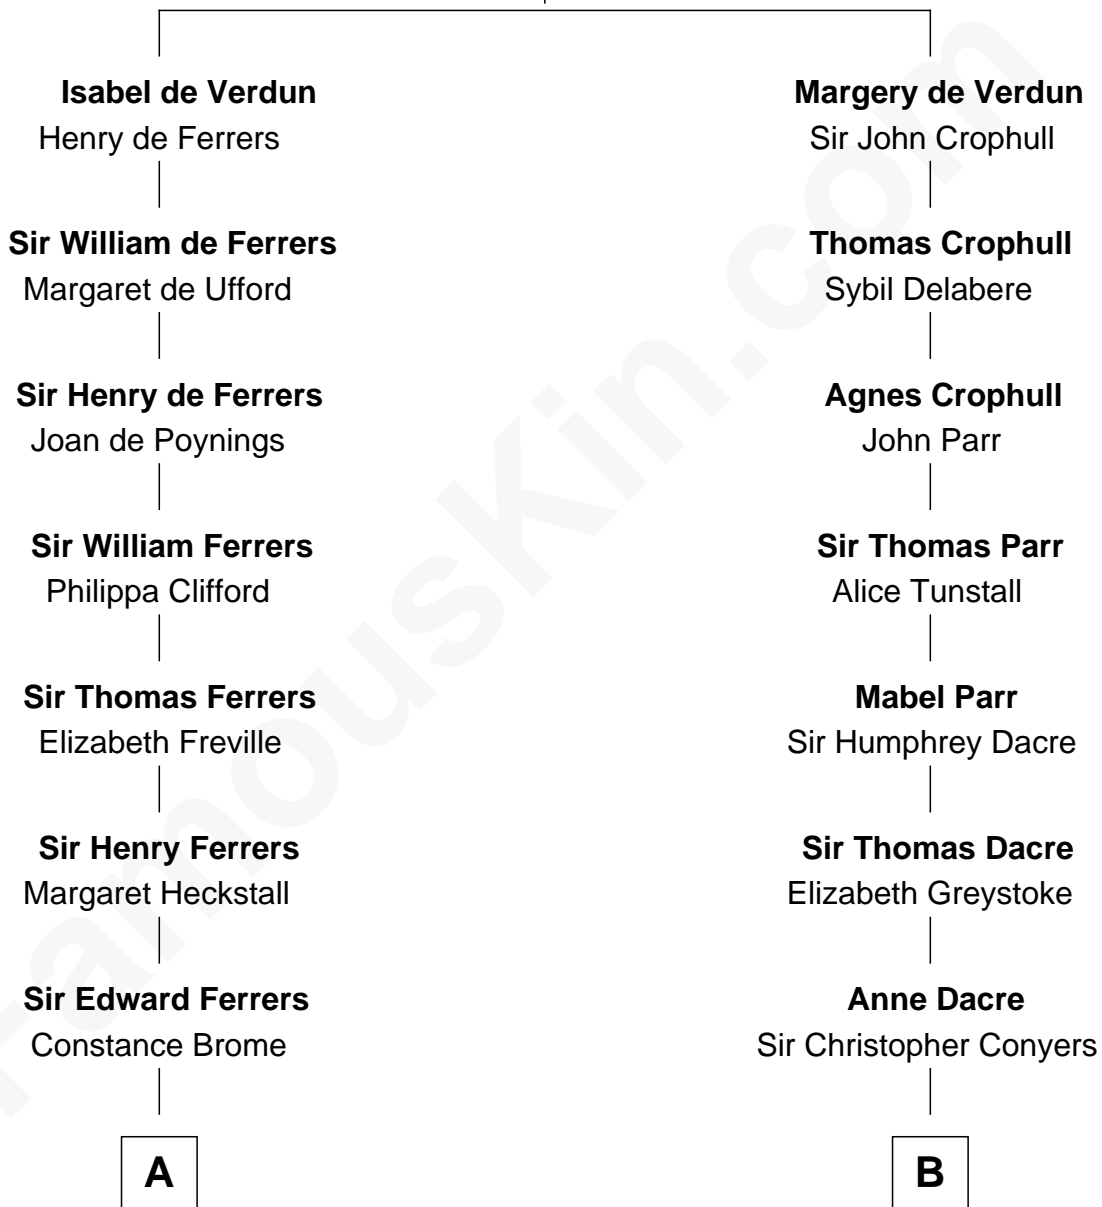 Isabel de Verdun
Henry de Ferrers
Sir William de Ferrers
Margaret de Ufford
Sir Henry de Ferrers
Joan de Poynings
Sir William Ferrers
Philippa Clifford
Sir Thomas Ferrers
Elizabeth Freville
Sir Henry Ferrers
Margaret Heckstall
Sir Edward Ferrers
Constance Brome
A
Margery de Verdun
Sir John Crophull
Thomas Crophull
Sybil Delabere
Agnes Crophull
John Parr
Sir Thomas Parr
Alice Tunstall
Mabel Parr
Sir Humphrey Dacre
Sir Thomas Dacre
Elizabeth Greystoke
Anne Dacre
Sir Christopher Conyers
B
FamousKin.com